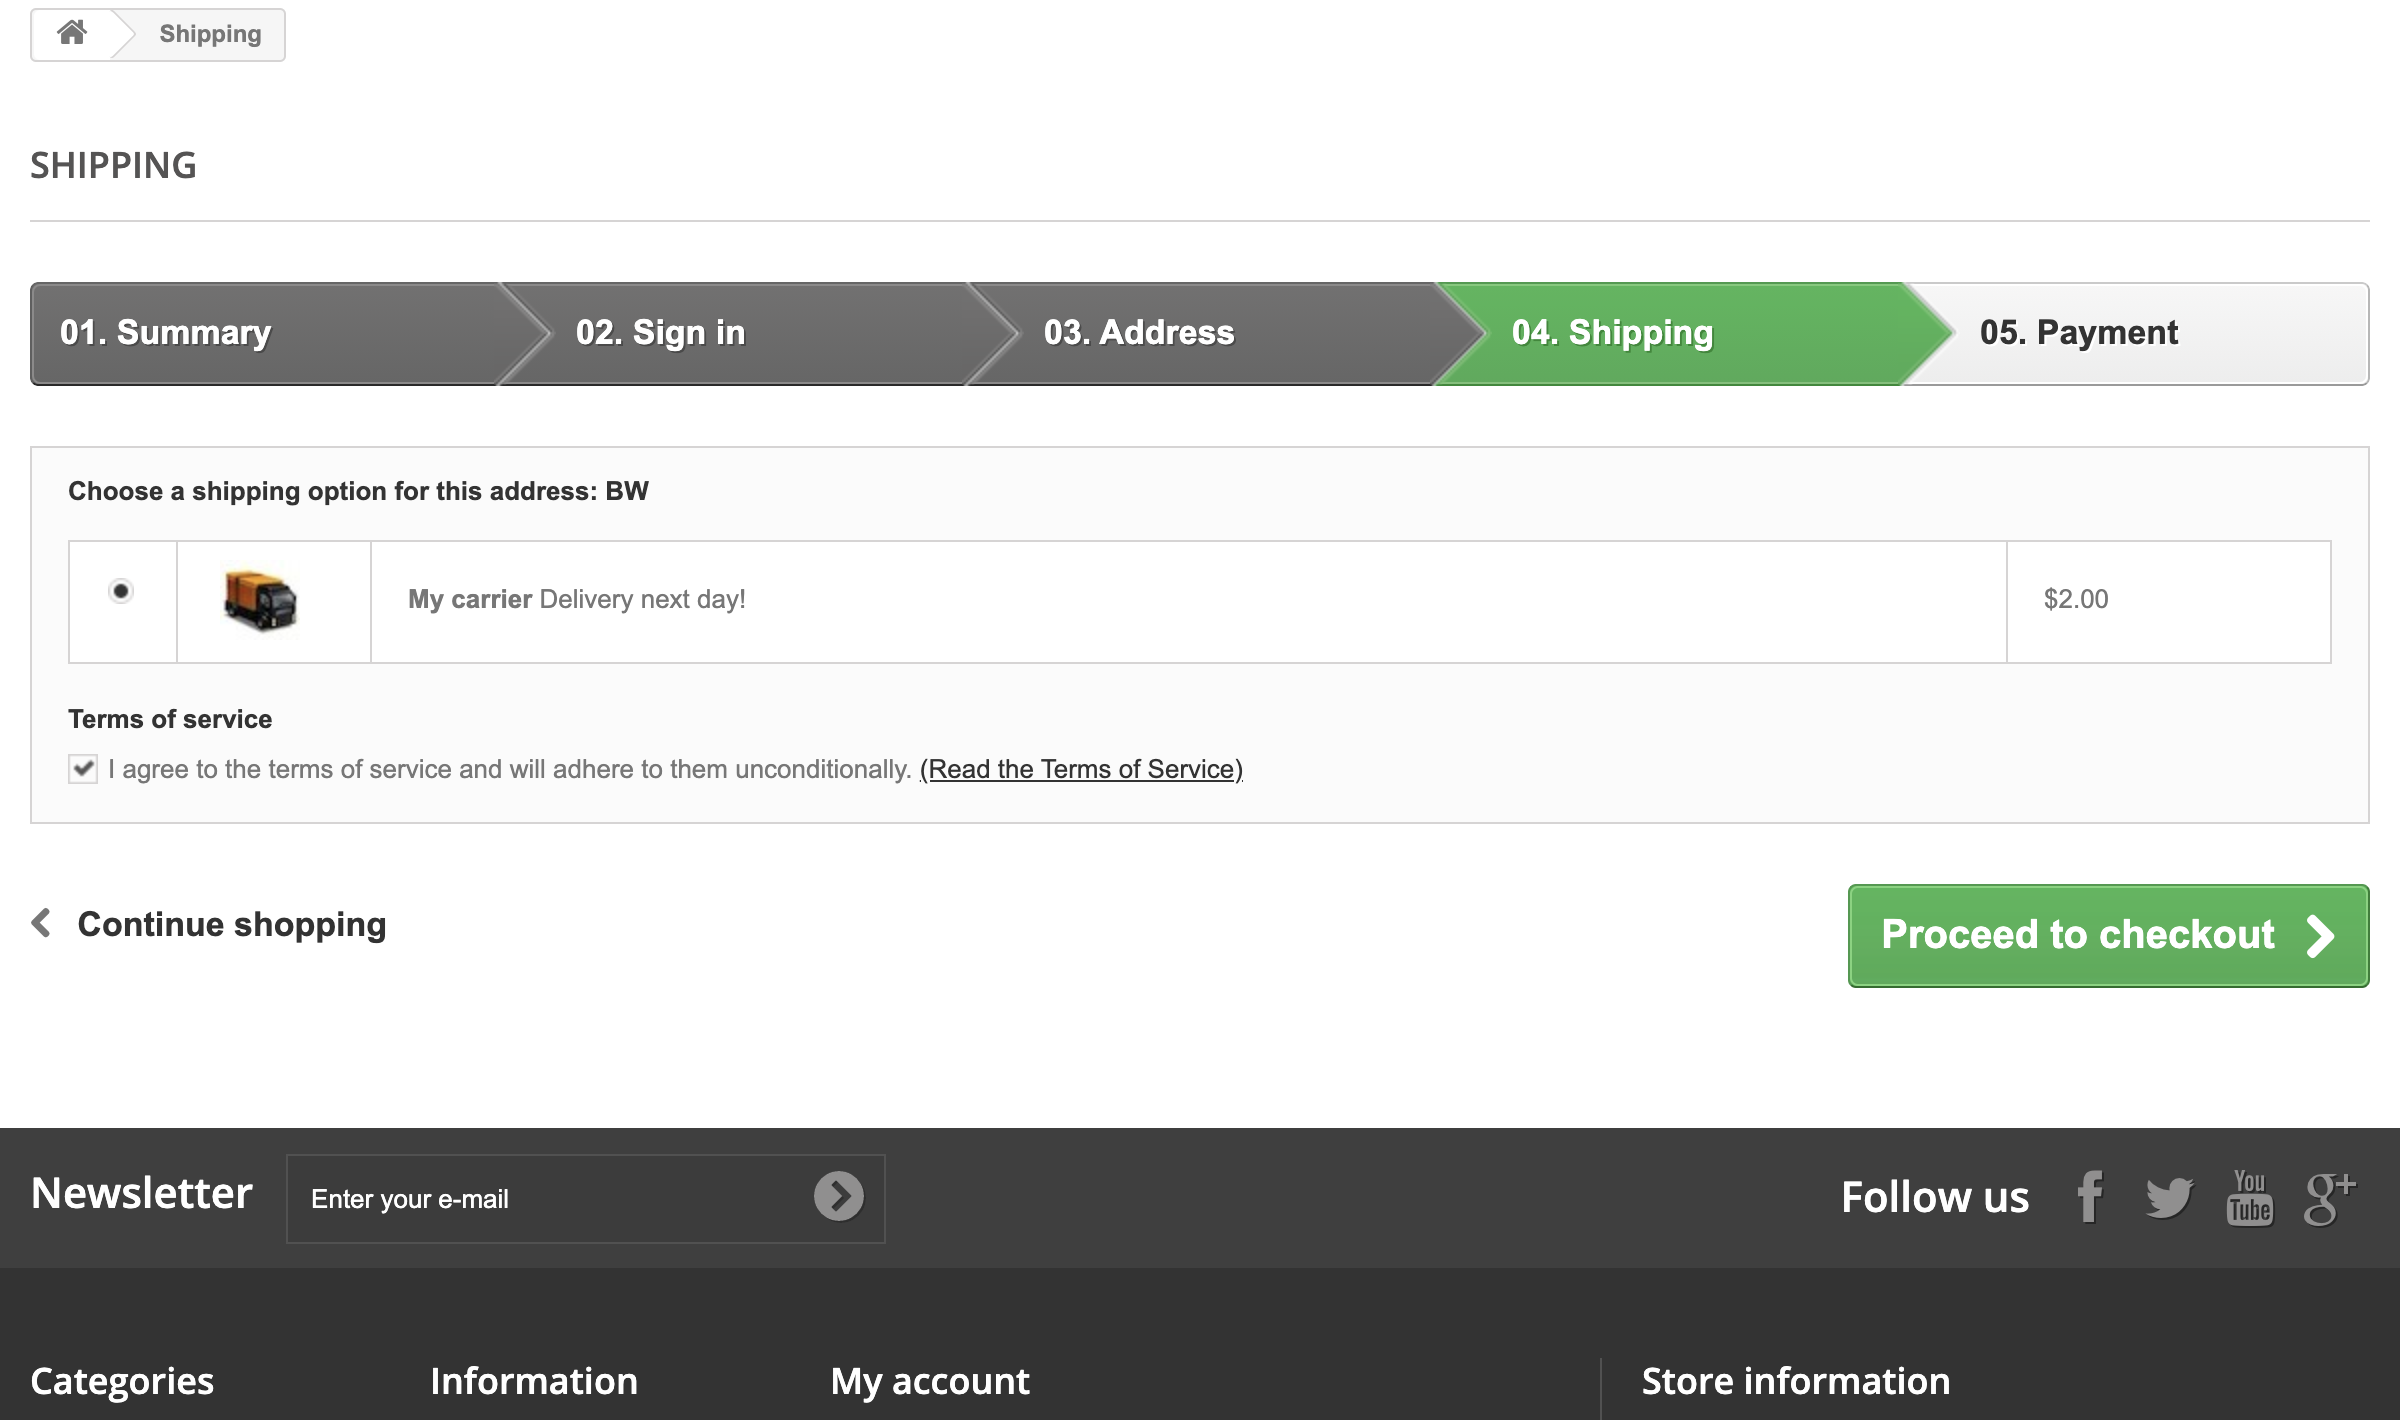 Shipping
SHIPPING
01. Summary
02. Sign in
03. Address
04. Shipping
05. Payment
Choose a shipping option for this address: BW
My carrier Delivery next day!
$2.00
Terms of service
I agree to the terms of service and will adhere to them unconditionally. (Read the Terms of Service)
Continue shopping
Proceed to checkout
Newsletter
Enter your e-mail
Follow us
You
Tube
g+
Categories
Information
My account
Store information